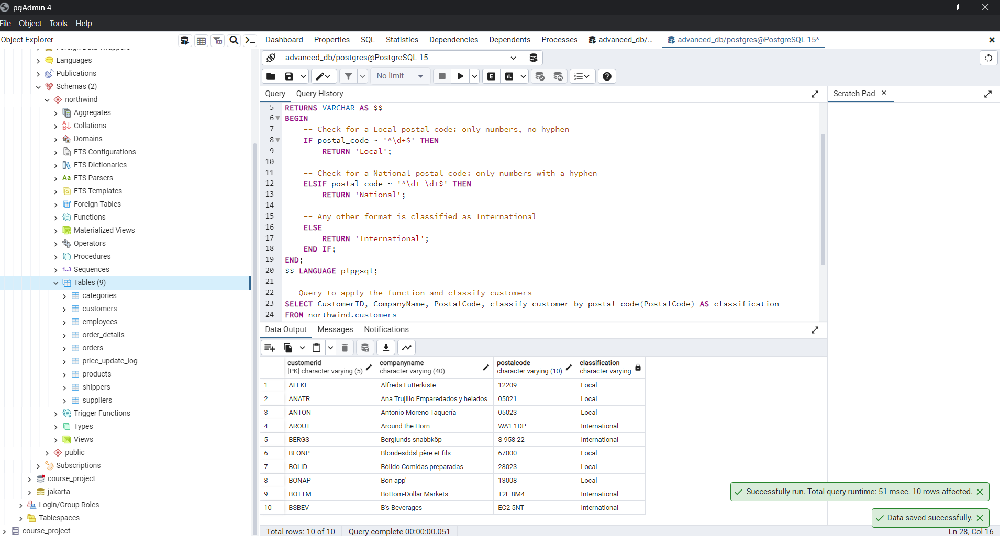 pgAdmin 4
File Object Tools Help
Object Explorer
Dashboard Properties SQL Statistics Dependencies Dependents Processes advanced_db/... advanced_db/postgres@PostgreSQL 15*
Foreign Data Wrappers
Languages
Publications
Schemas (2)
northwind
Aggregates
Collations
Domains
FTS Configurations
FTS Dictionaries
Aa FTS Parsers
FTS Templates
Foreign Tables
Functions
Materialized Views
Operators
Procedures
1..3 Sequences
Tables (9)
categories
customers
employees
order_details
orders
price_update_log
products
shippers
suppliers
Trigger Functions
Types
Views
public
Subscriptions
course_project
jakarta
Login/Group Roles
Tablespaces
course_project
advanced_db/postgres@PostgreSQL 15
No limit
E
Query Query History
Scratch Pad
5 RETURNS VARCHAR AS $$
6 BEGIN
7 -- Check for a Local postal code: only numbers, no hyphen
8 IF postal_code ~ '^\d+$' THEN
9 RETURN 'Local';
10
11 -- Check for a National postal code: only numbers with a hyphen
12 ELSIF postal_code ~ '^\d+-\d+$' THEN
13 RETURN 'National';
14
15 -- Any other format is classified as International
16 ELSE
17 RETURN 'International';
18 END IF;
19 END;
20 $$ LANGUAGE plpgsql;
21
22 -- Query to apply the function and classify customers
23 SELECT CustomerID, CompanyName, PostalCode, classify_customer_by_postal_code(PostalCode) AS classification
24 FROM northwind.customers
Data Output Messages Notifications
customerid companyname postalcode classification
[PK] character varying (5) character varying (40) character varying (10) character varying
1 ALFKI Alfreds Futterkiste 12209 Local
2 ANATR Ana Trujillo Emparedados y helados 05021 Local
3 ANTON Antonio Moreno Taquería 05023 Local
4 AROUT Around the Horn WA1 1DP International
5 BERGS Berglunds snabbköp S-958 22 International
6 BLONP Blondesddsl père et fils 67000 Local
7 BOLID Bólido Comidas preparadas 28023 Local
8 BONAP Bon app' 13008 Local
9 BOTTM Bottom-Dollar Markets T2F 8M4 International
10 BSBEV B's Beverages EC2 5NT International
Successfully run. Total query runtime: 51 msec. 10 rows affected.
Data saved successfully.
Total rows: 10 of 10 Query complete 00:00:00.051 Ln 28, Col 16